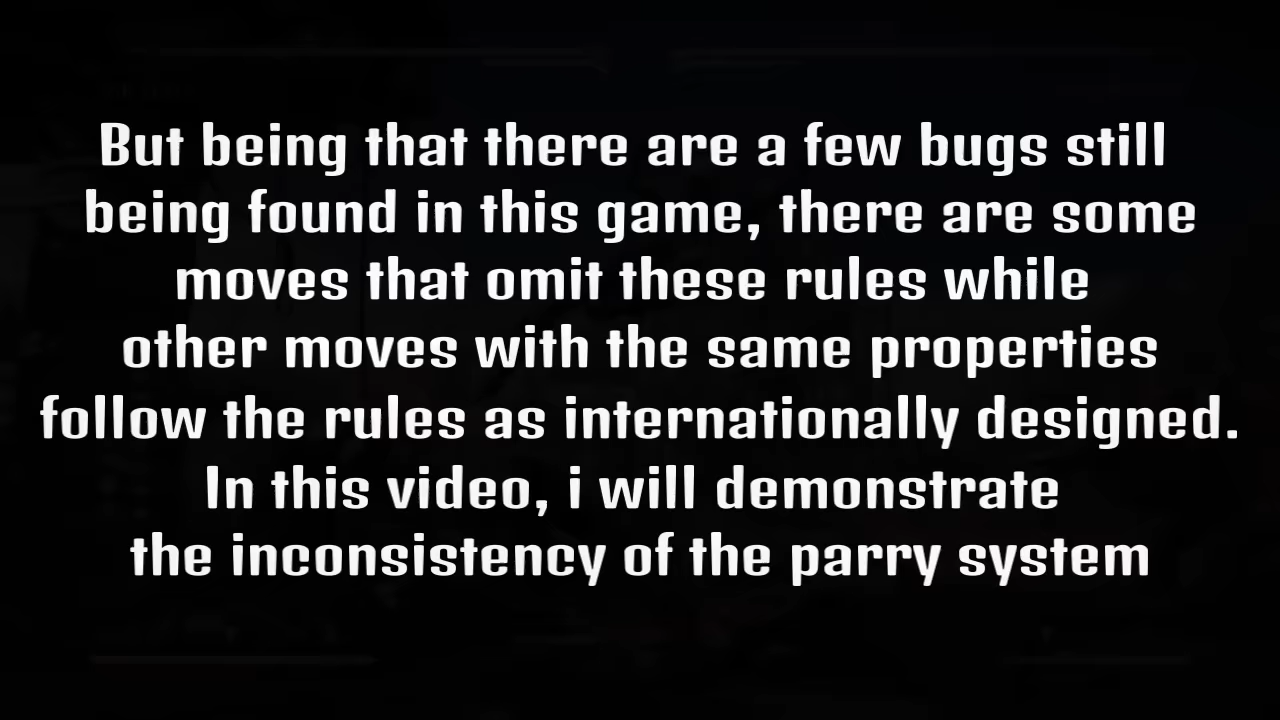 But being that there are a few bugs still
being found in this game, there are some
moves that omit these rules while
other moves with the same properties
follow the rules as internationally designed.
In this video, i will demonstrate
the inconsistency of the parry system